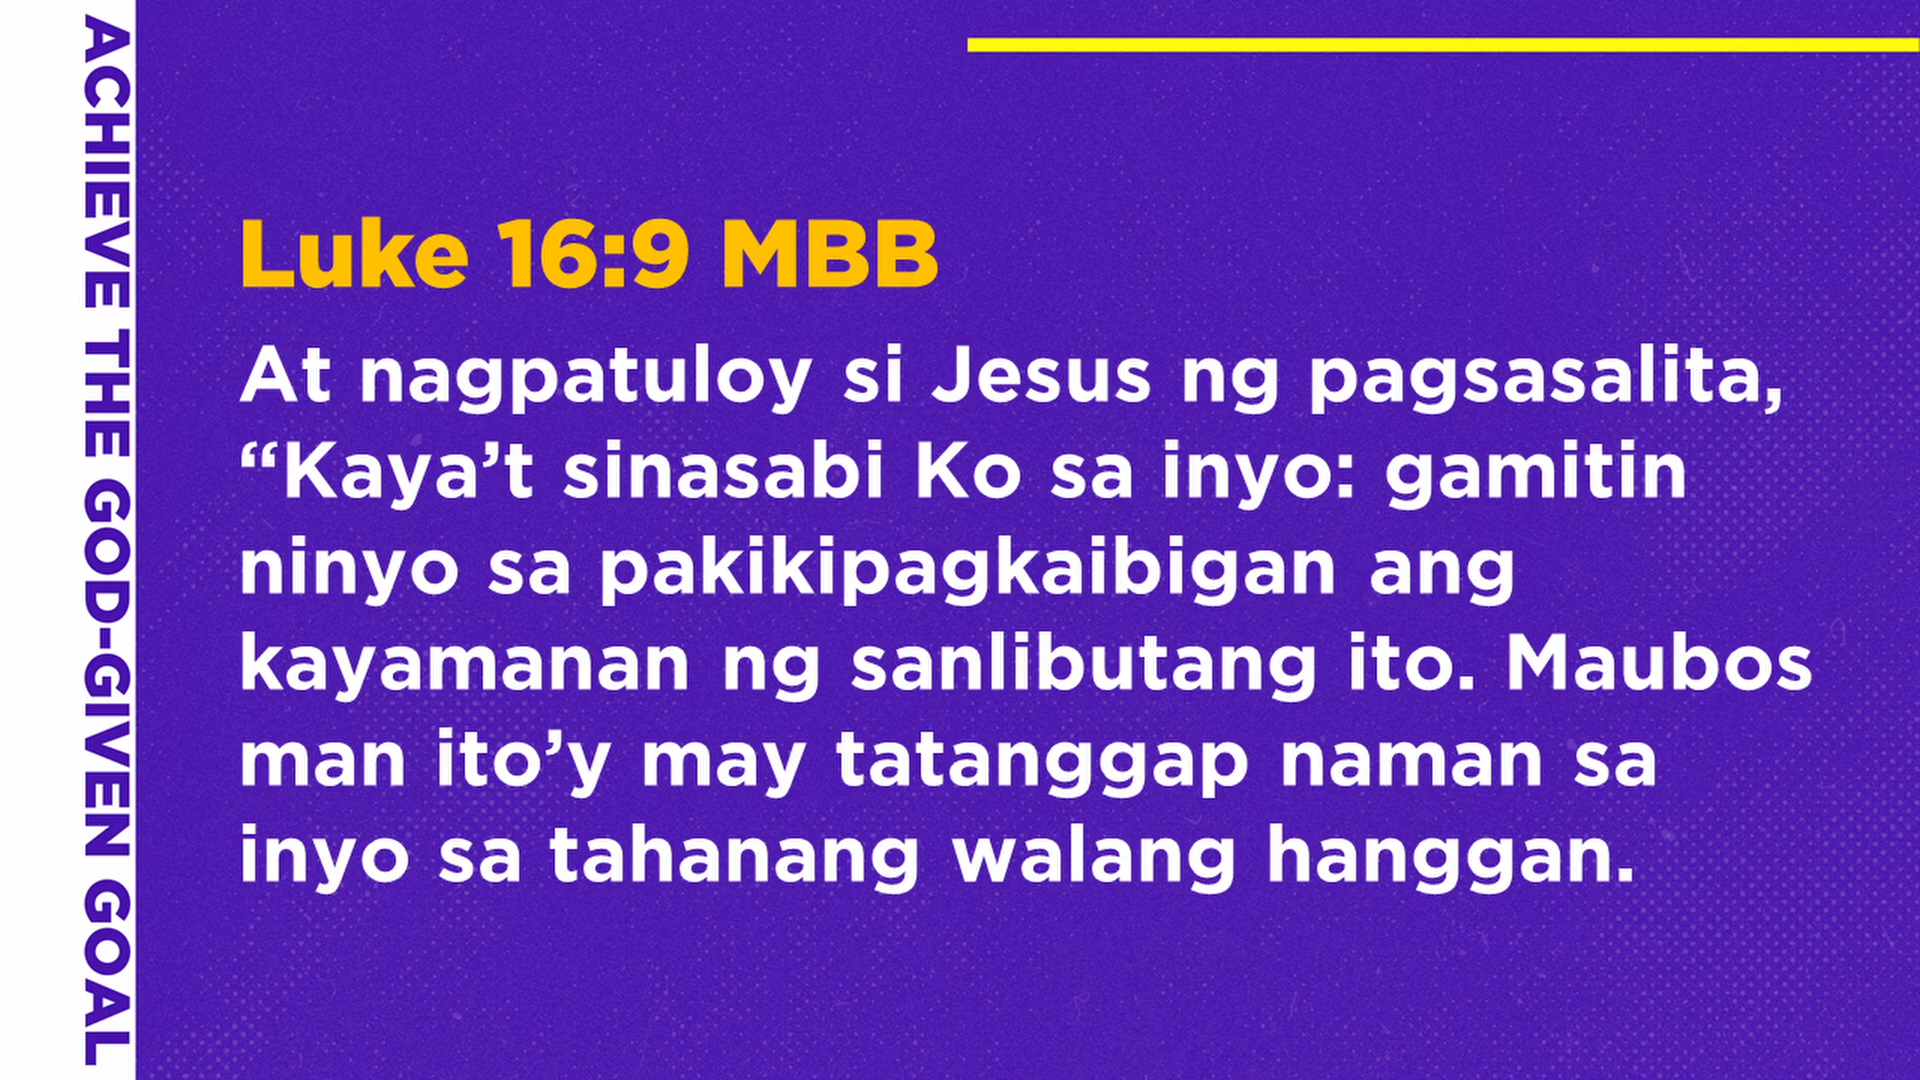 ACHIEVE THE GOD-GIVEN GOAL
Luke 16:9 MBB
At nagpatuloy si Jesus ng pagsasalita,
“Kaya’t sinasabi Ko sa inyo: gamitin
ninyo sa pakikipagkaibigan ang
kayamanan ng sanlibutang ito. Maubos
man ito’y may tatanggap naman sa
inyo sa tahanang walang hanggan.